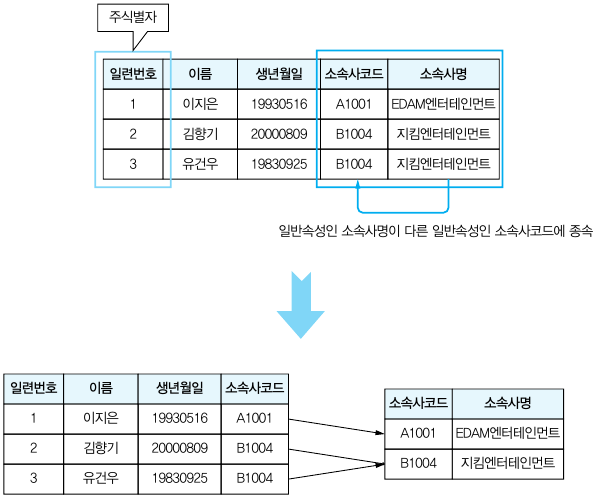 주식별자
일련번호 이름 생년월일 소속사코드 소속사명
1 이지은 19930516 A1001 EDAM엔터테인먼트
2 김향기 20000809 B1004 지킴엔터테인먼트
3 유건우 19830925 B1004 지킴엔터테인먼트
일반속성인 소속사명이 다른 일반속성인 소속사코드에 종속
일련번호 이름 생년월일 소속사코드
1 이지은 19930516 A1001
2 김향기 20000809 B1004
3 유건우 19830925 B1004
소속사코드 소속사명
A1001 EDAM엔터테인먼트
B1004 지킴엔터테인먼트